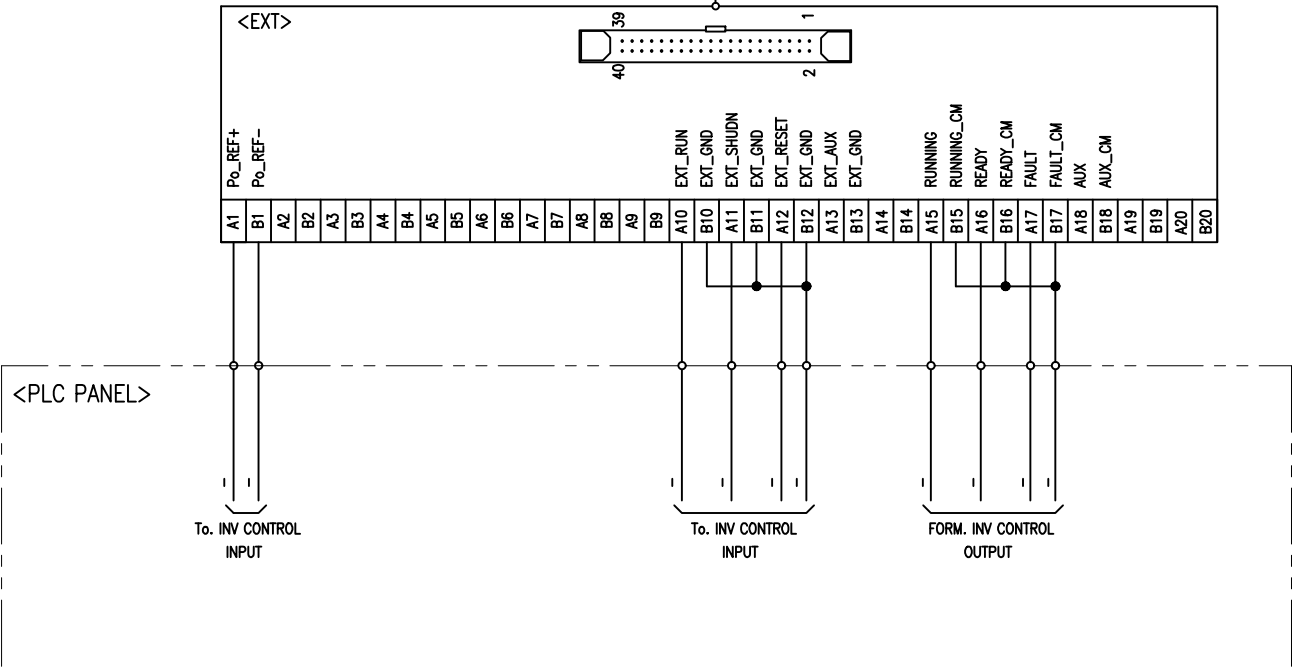 <EXT>
39
1
40
2
Po_REF+
Po_REF-
EXT_RUN
EXT_GND
EXT_SHUDN
EXT_GND
EXT_RESET
EXT_GND
EXT_AUX
EXT_GND
RUNNING
RUNNING_CM
READY
READY_CM
FAULT
FAULT_CM
AUX
AUX_CM
A1 B1 A2 B2 A3 B3 A4 B4 A5 B5 A6 B6 A7 B7 A8 B8 A9 B9 A10 B10 A11 B11 A12 B12 A13 B13 A14 B14 A15 B15 A16 B16 A17 B17 A18 B18 A19 B19 A20 B20
<PLC PANEL>
To. INV CONTROL
INPUT
To. INV CONTROL
INPUT
FORM. INV CONTROL
OUTPUT